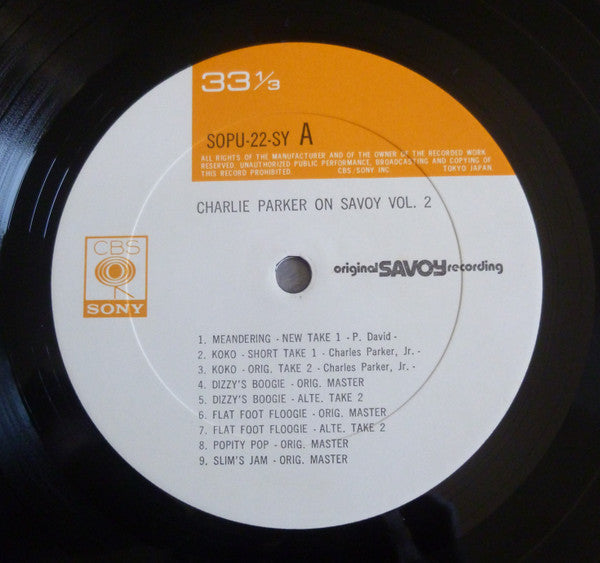 33 1/3
SOPU-22-SY A
ALL RIGHTS OF THE MANUFACTURER AND OF THE OWNER OF THE RECORDED WORK
RESERVED. UNAUTHORIZED PUBLIC PERFORMANCE, BROADCASTING AND COPYING OF
THIS RECORD PROHIBITED. CBS/SONY INC. TOKYO JAPAN
CHARLIE PARKER ON SAVOY VOL. 2
CBS
SONY
original SAVOY recording
1. MEANDERING - NEW TAKE 1 - P. David -
2. KOKO - SHORT TAKE 1 - Charles Parker, Jr. -
3. KOKO - ORIG. TAKE 2 - Charles Parker, Jr. -
4. DIZZY'S BOOGIE - ORIG. MASTER
5. DIZZY'S BOOGIE - ALTE. TAKE 2
6. FLAT FOOT FLOOGIE - ORIG. MASTER
7. FLAT FOOT FLOOGIE - ALTE. TAKE 2
8. POPITY POP - ORIG. MASTER
9. SLIM'S JAM - ORIG. MASTER